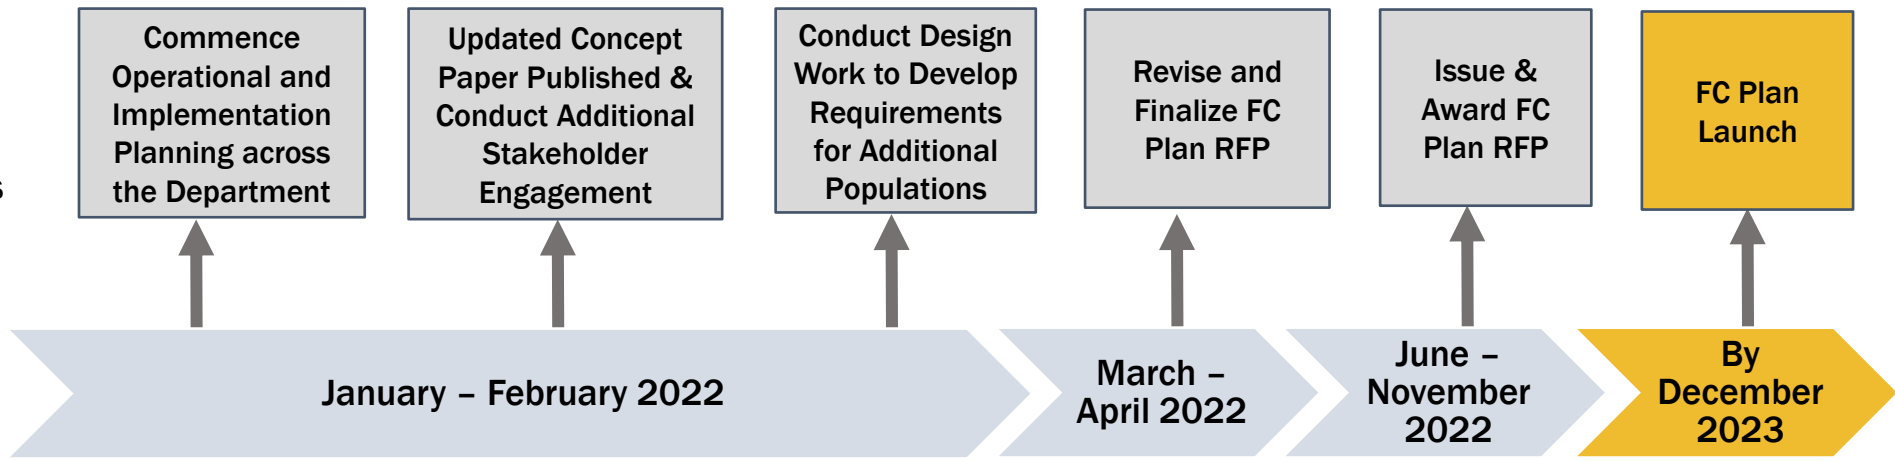 Commence
Operational and
Implementation
Planning across
the Department
Updated Concept
Paper Published &
Conduct Additional
Stakeholder
Engagement
Conduct Design
Work to Develop
Requirements
for Additional
Populations
Revise and
Finalize FC
Plan RFP
Issue &
Award FC
Plan RFP
FC Plan
Launch
s
January – February 2022
March –
April 2022
June –
November
2022
By
December
2023